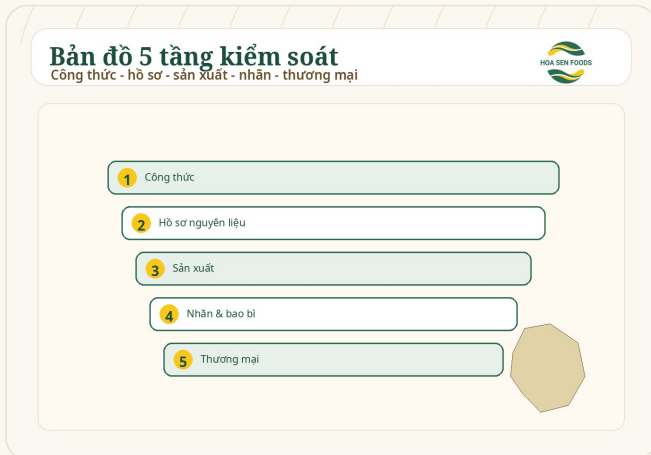 Bản đồ 5 tầng kiểm soát
Công thức - hồ sơ - sản xuất - nhãn - thương mại
HOA SEN FOODS
1 Công thức
2 Hồ sơ nguyên liệu
3 Sản xuất
4 Nhãn & bao bì
5 Thương mại